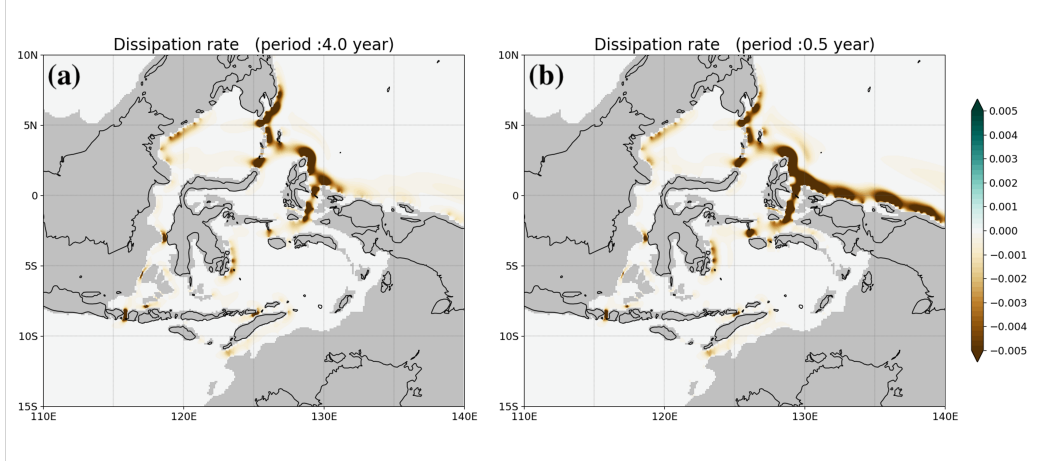 Dissipation rate (period :4.0 year)
(a)
10N
5N
0
5S
10S
15S
110E 120E 130E 140E
Dissipation rate (period :0.5 year)
(b)
10N
5N
0
5S
10S
15S
110E 120E 130E 140E
0.005
0.004
0.003
0.002
0.001
0.000
−0.001
−0.002
−0.003
−0.004
−0.005